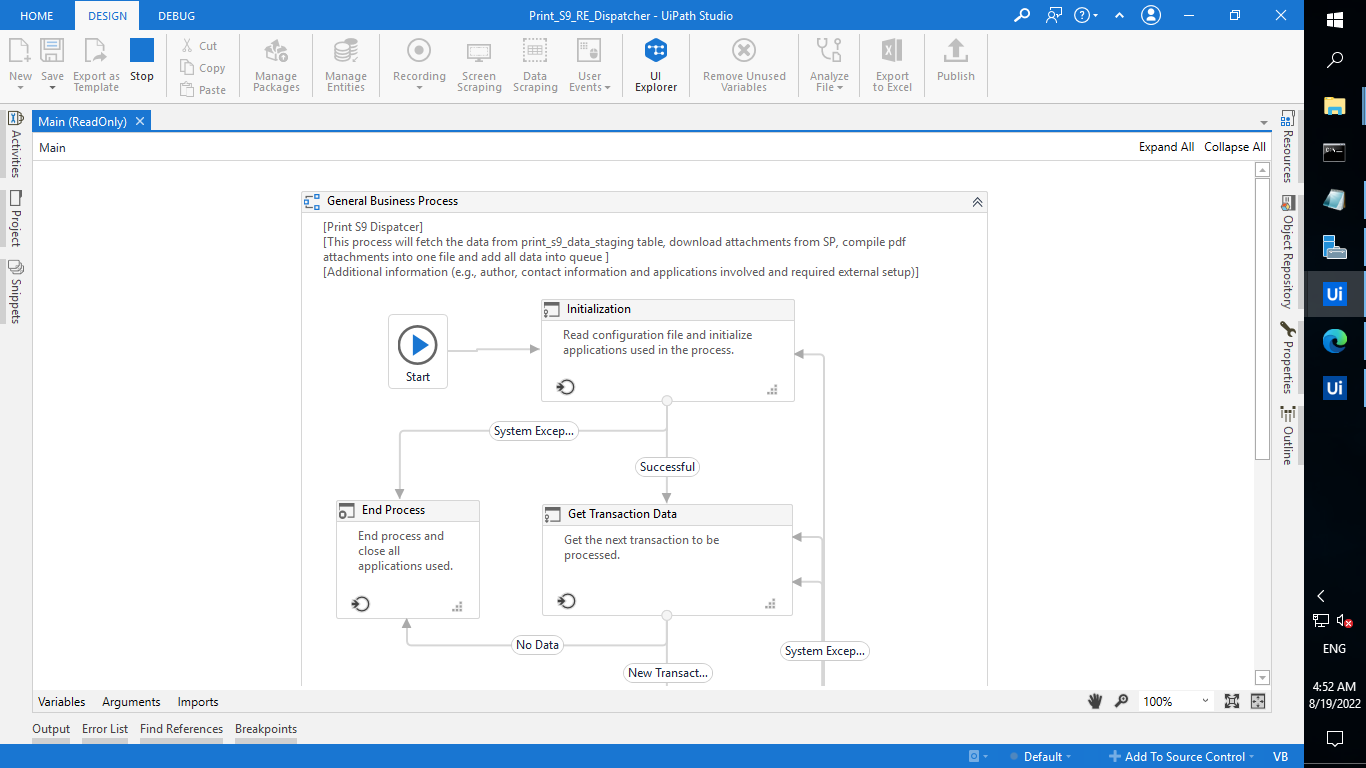 HOME DESIGN DEBUG Print_S9_RE_Dispatcher - UiPath Studio
New Save Export as Template Stop
Cut
Copy
Paste
Manage Packages
Manage Entities
Recording
Screen Scraping
Data Scraping
User Events
UI Explorer
Remove Unused Variables
Analyze File
Export to Excel
Publish
Main (ReadOnly)
Main Expand All Collapse All
Activities
Project
Snippets
Resources
Object Repository
Properties
Outline
General Business Process
[Print S9 Dispatcer]
[This process will fetch the data from print_s9_data_staging table, download attachments from SP, compile pdf
attachments into one file and add all data into queue ]
[Additional information (e.g., author, contact information and applications involved and required external setup)]
Start
Initialization
Read configuration file and initialize
applications used in the process.
System Excep...
Successful
End Process
End process and
close all
applications used.
Get Transaction Data
Get the next transaction to be
processed.
No Data
New Transact...
System Excep...
Variables Arguments Imports 100%
Output Error List Find References Breakpoints
Default Add To Source Control VB
Ui
Ui
ENG
4:52 AM
8/19/2022